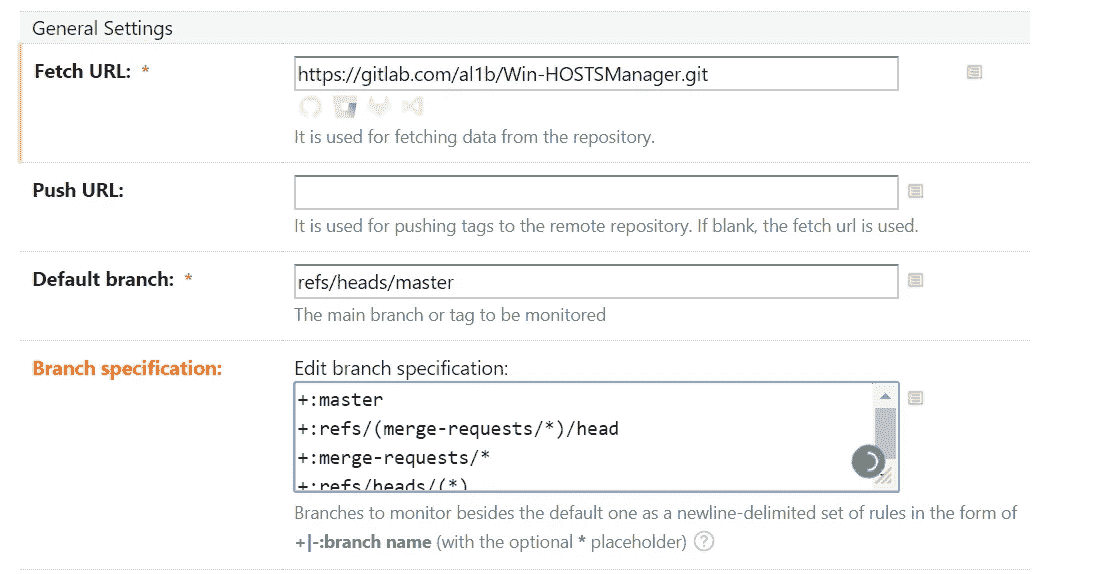 General Settings
Fetch URL: *
https://gitlab.com/al1b/Win-HOSTSManager.git
It is used for fetching data from the repository.
Push URL:
It is used for pushing tags to the remote repository. If blank, the fetch url is used.
Default branch: *
refs/heads/master
The main branch or tag to be monitored
Branch specification:
Edit branch specification:
+:master
+:refs/(merge-requests/*)/head
+:merge-requests/*
+:refs/heads/(*)
Branches to monitor besides the default one as a newline-delimited set of rules in the form of
+|-:branch name (with the optional * placeholder) ?